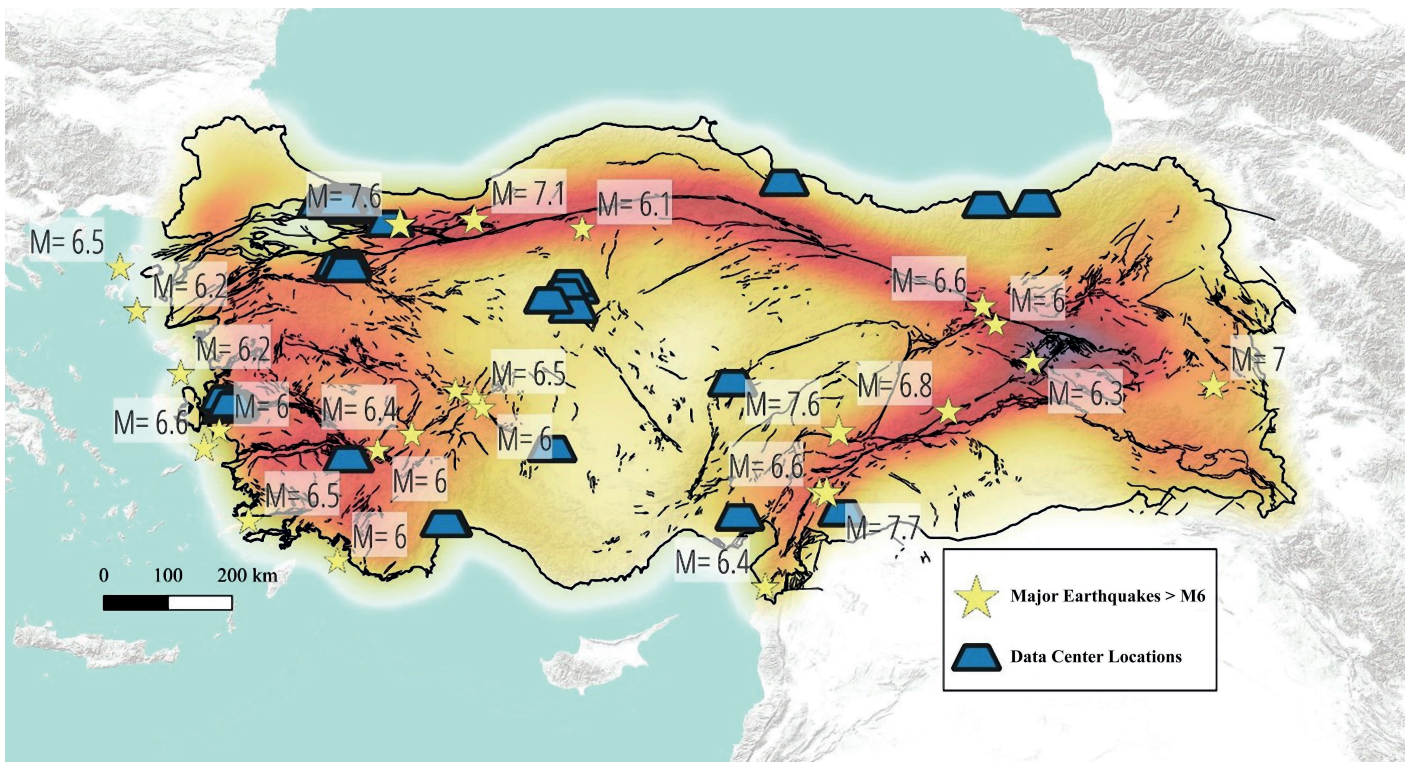 M= 7.6
M= 7.1
M= 6.1
M= 6.5
M= 6.2
M= 6.6
M= 6
M= 6.2
M= 6.5
M= 7
M= 6.8
M= 7.6
M= 6.3
M= 6
M= 6.4
M= 6.6
M= 6
M= 6.6
M= 6
M= 6.5
M= 6
M= 7.7
M= 6.4
0 100 200 km
Major Earthquakes > M6
Data Center Locations